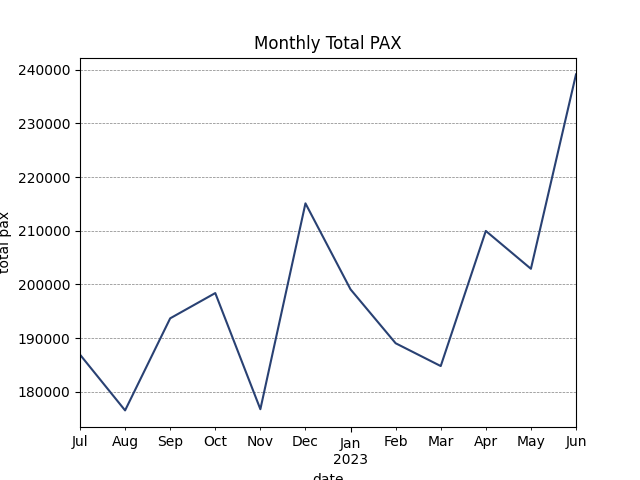 Monthly Total PAX
240000
230000
220000
210000
200000
190000
180000
total pax
Jul Aug Sep Oct Nov Dec Jan Feb Mar Apr May Jun
2023
date